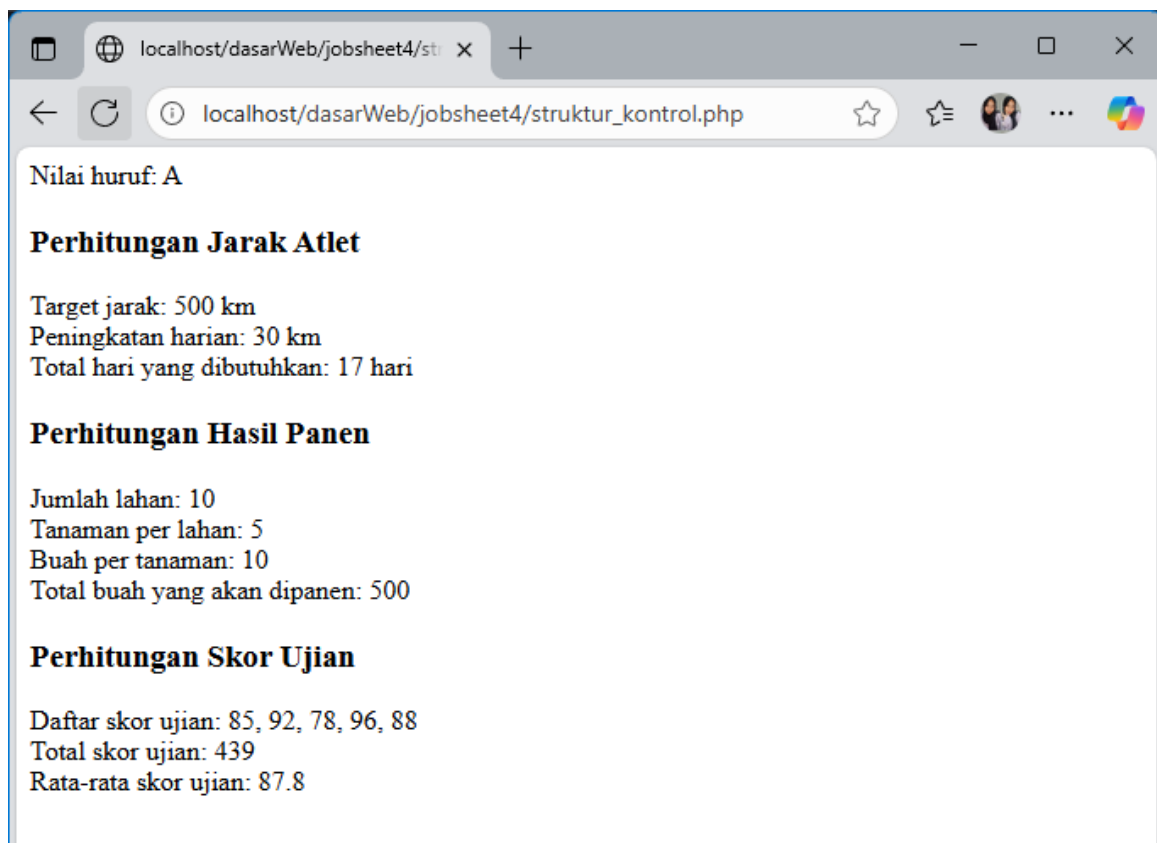 localhost/dasarWeb/jobsheet4/st
localhost/dasarWeb/jobsheet4/struktur_kontrol.php
Nilai huruf: A
Perhitungan Jarak Atlet
Target jarak: 500 km
Peningkatan harian: 30 km
Total hari yang dibutuhkan: 17 hari
Perhitungan Hasil Panen
Jumlah lahan: 10
Tanaman per lahan: 5
Buah per tanaman: 10
Total buah yang akan dipanen: 500
Perhitungan Skor Ujian
Daftar skor ujian: 85, 92, 78, 96, 88
Total skor ujian: 439
Rata-rata skor ujian: 87.8